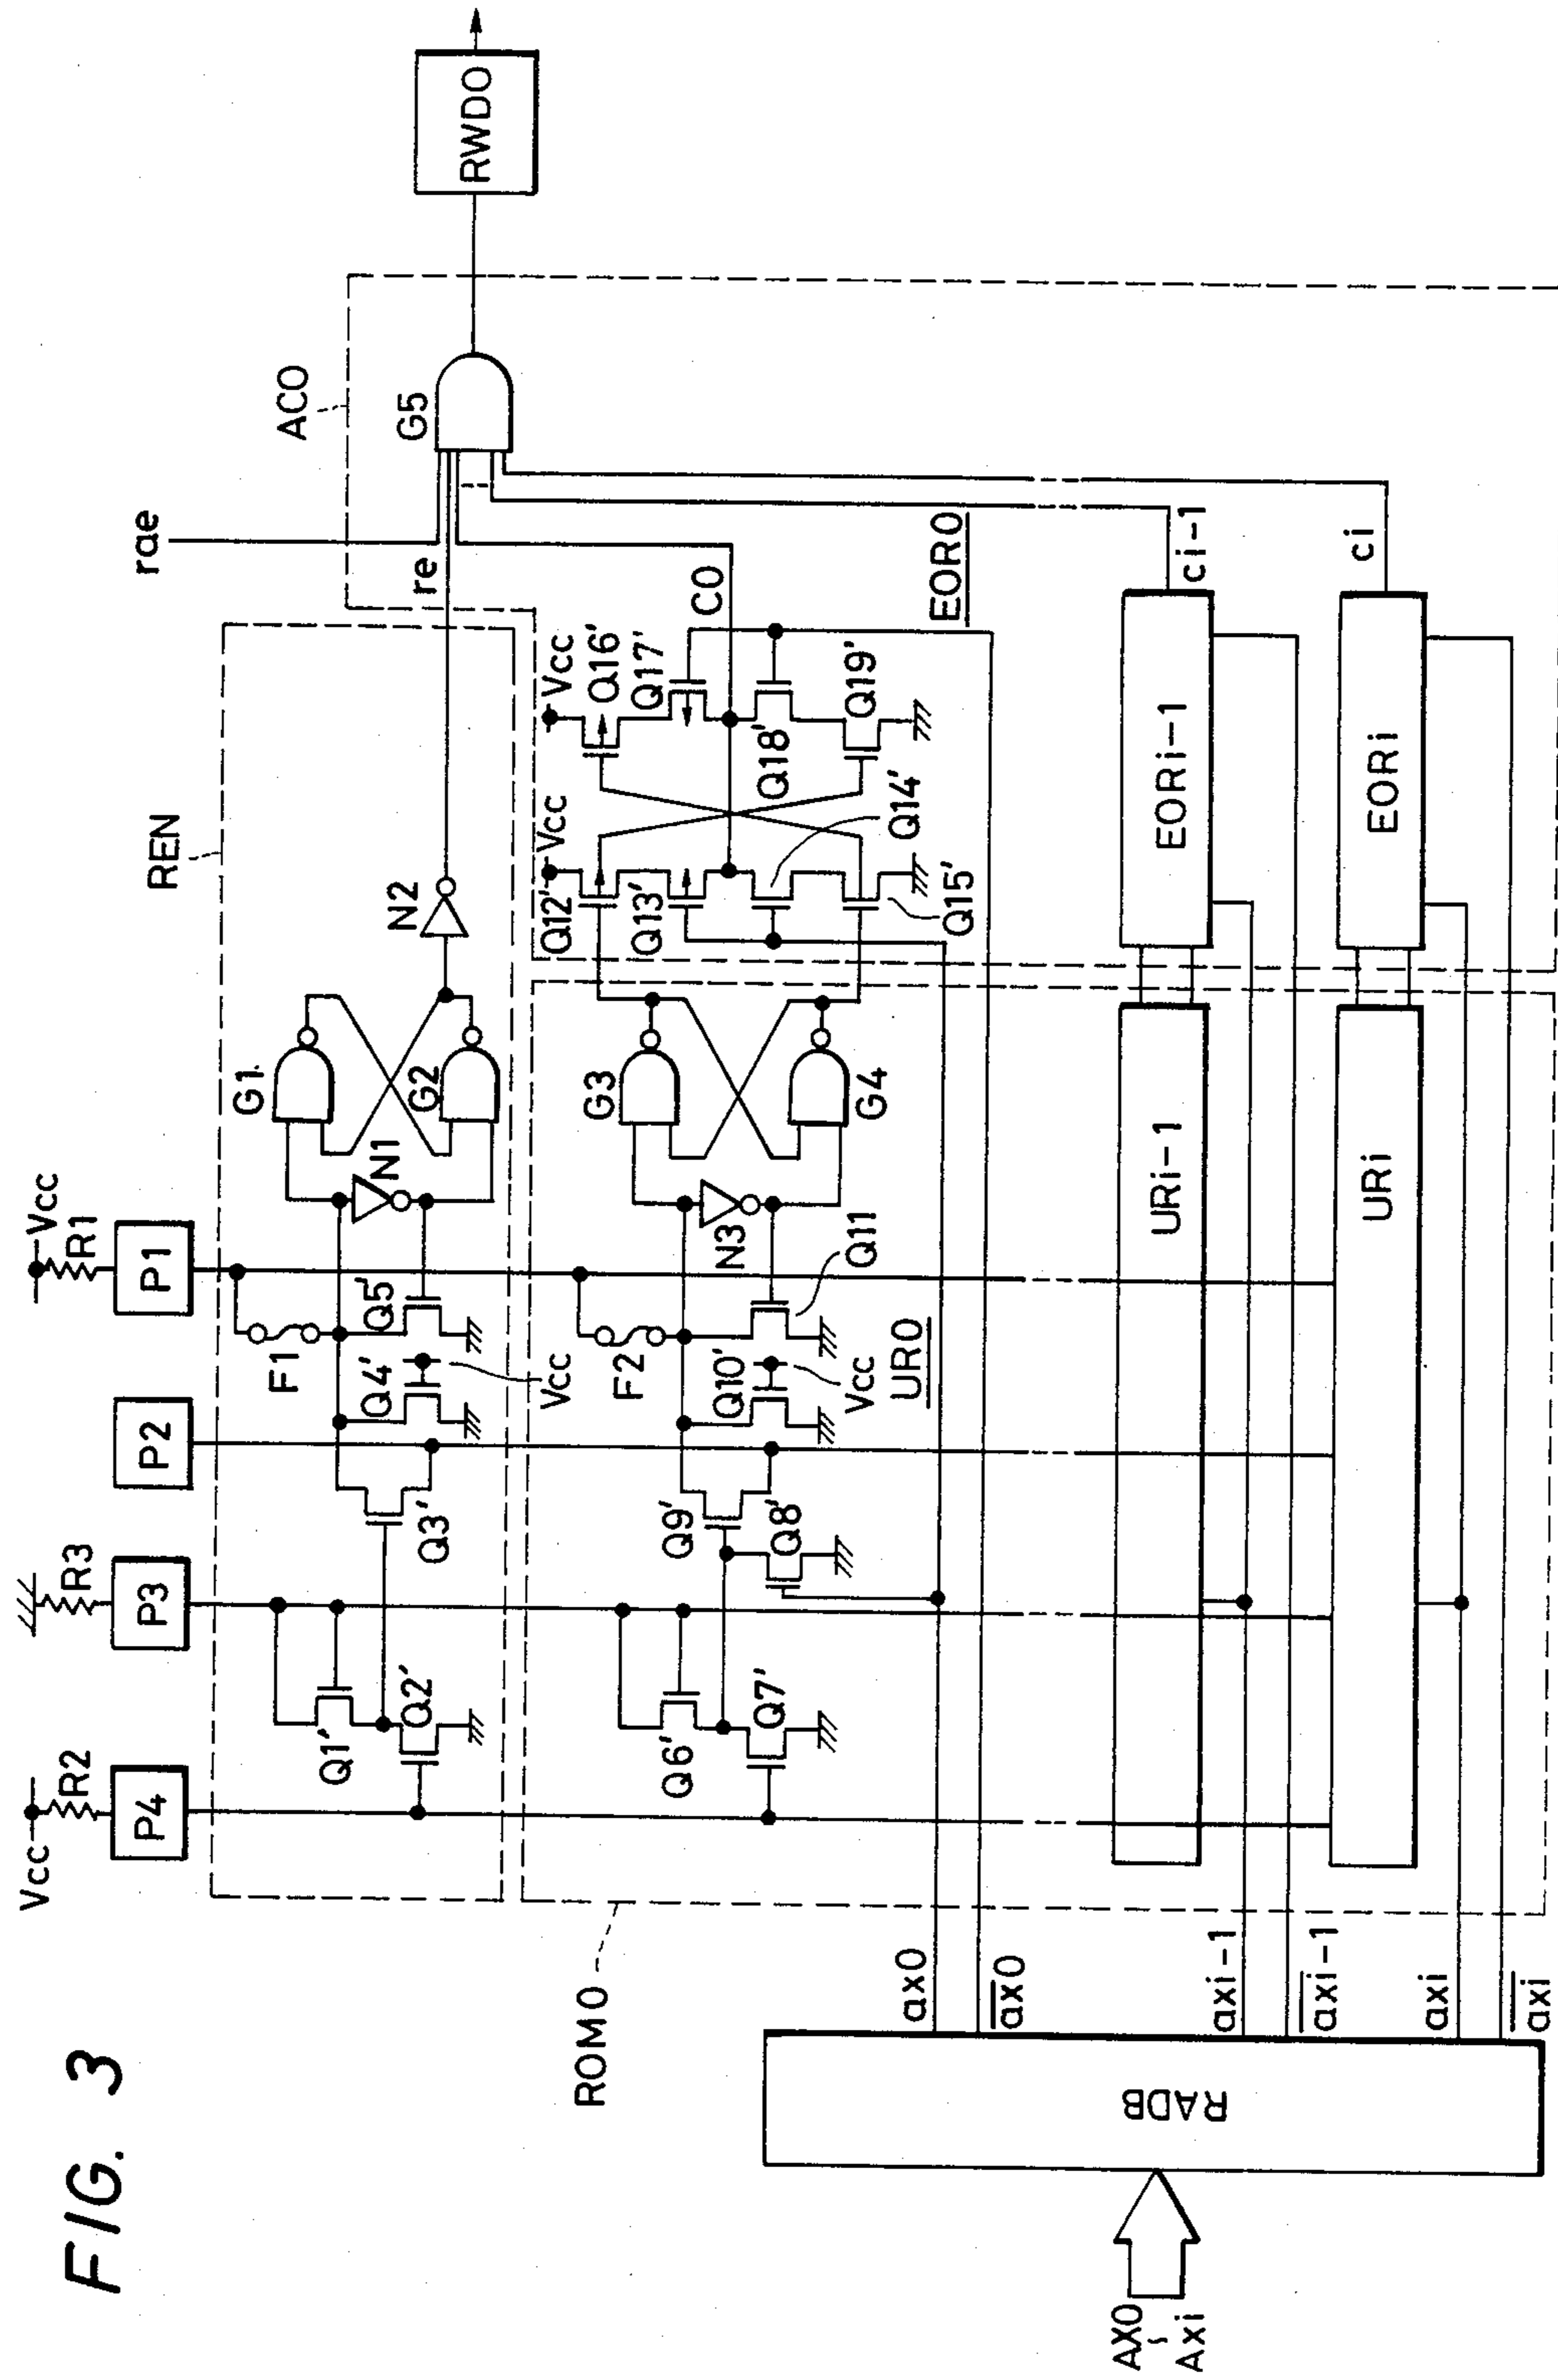 FIG. 3
Vcc
R2
P4
R3
P3
P2
Vcc
R1
P1
REN
rae
RWD0
ACO
G5
re
Q1'
Q2'
Q3'
F1
Q4'
Q5'
Vcc
N1
G1
G2
N2
ROM0
Q6'
Q7'
Q8'
Q9'
F2
Q10'
Vcc
UR0
Q11
N3
G3
G4
Vcc
Q12'
Q13'
Q14'
Q15'
Vcc
Q16'
Q17'
Q18'
Q19'
C0
EOR0
AX0
~
Axi
RADB
ax0
ax0
axi-1
axi-1
axi
axi
URi-1
EORi-1
ci-1
URi
EORi
ci